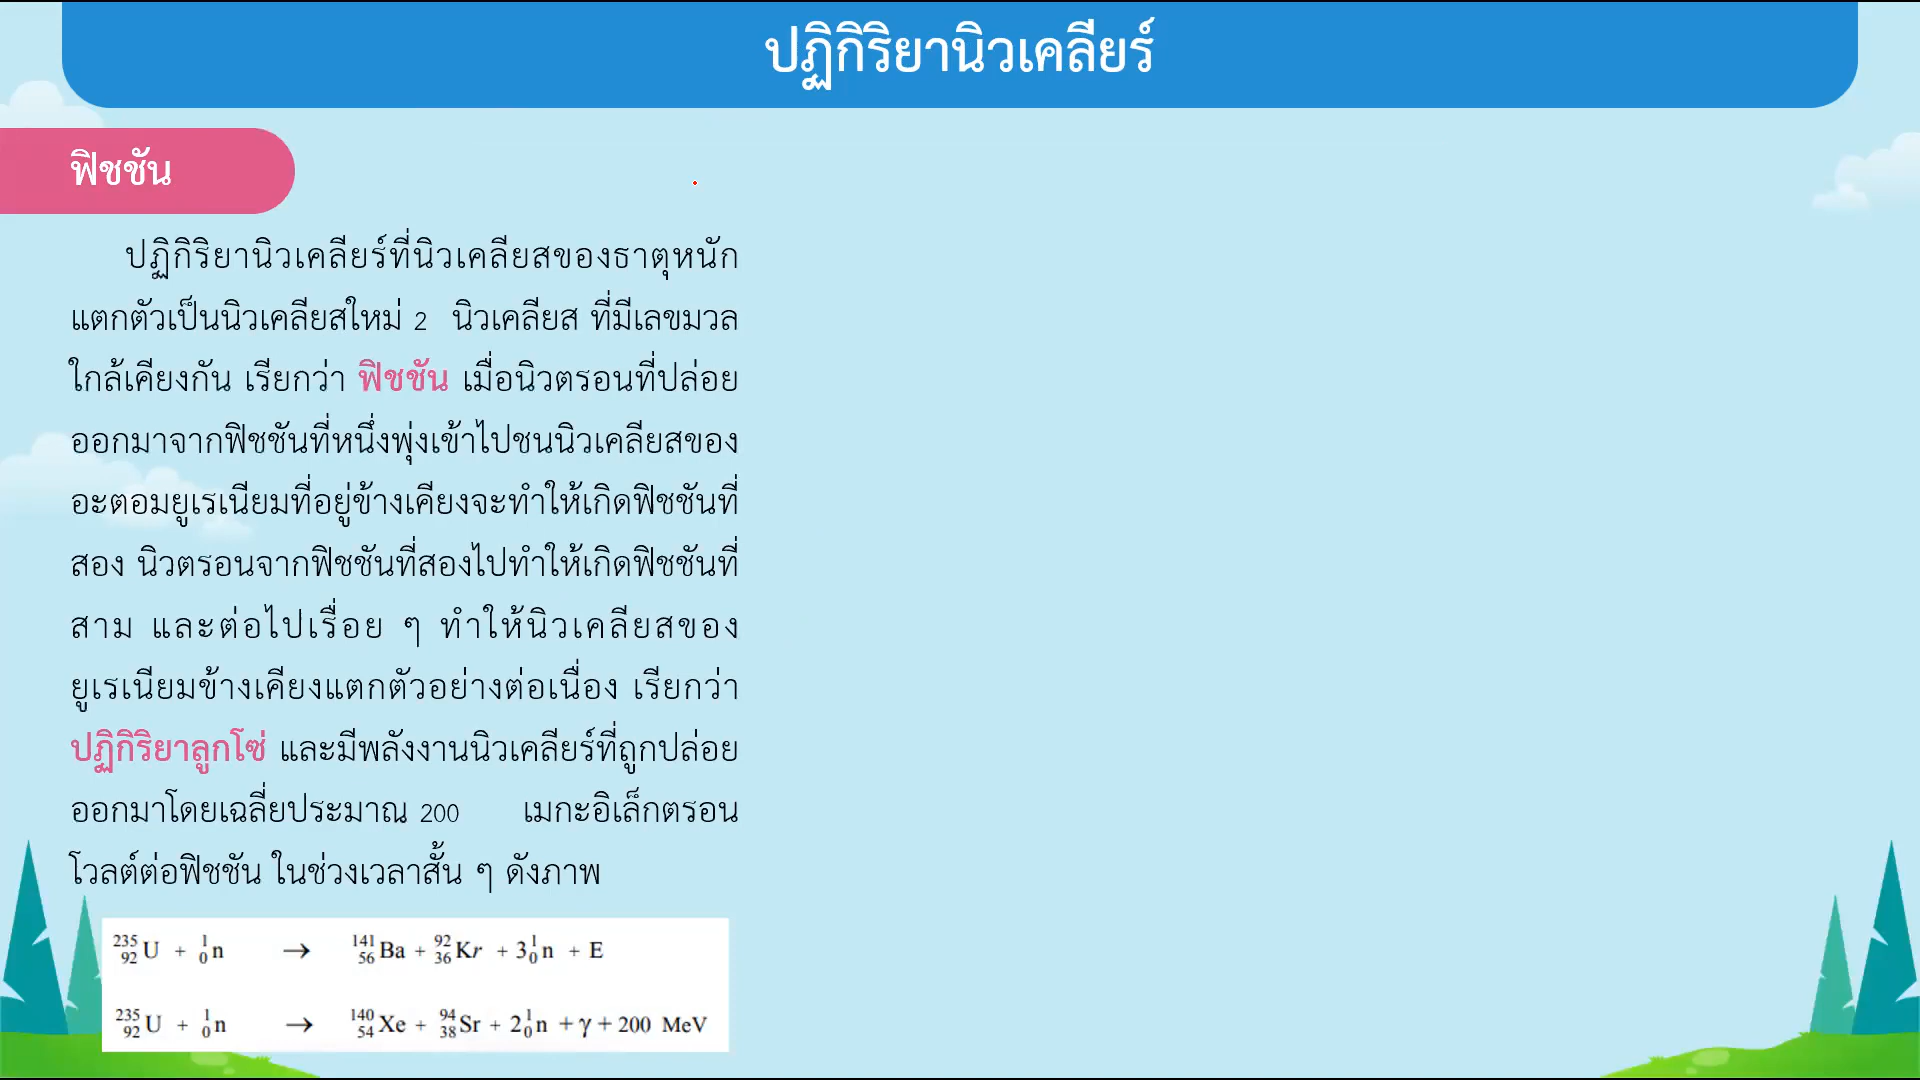 ปฏิกิริยานิวเคลียร์
ฟิชชัน
ปฏิกิริยานิวเคลียร์ที่นิวเคลียสของธาตุหนัก
แตกตัวเป็นนิวเคลียสใหม่ 2 นิวเคลียส ที่มีเลขมวล
ใกล้เคียงกัน เรียกว่า ฟิชชัน เมื่อนิวตรอนที่ปล่อย
ออกมาจากฟิชชันที่หนึ่งพุ่งเข้าไปชนนิวเคลียสของ
อะตอมยูเรเนียมที่อยู่ข้างเคียงจะทำให้เกิดฟิชชันที่
สอง นิวตรอนจากฟิชชันที่สองไปทำให้เกิดฟิชชันที่
สาม และต่อไปเรื่อย ๆ ทำให้นิวเคลียสของ
ยูเรเนียมข้างเคียงแตกตัวอย่างต่อเนื่อง เรียกว่า
ปฏิกิริยาลูกโซ่ และมีพลังงานนิวเคลียร์ที่ถูกปล่อย
ออกมาโดยเฉลี่ยประมาณ 200 เมกะอิเล็กตรอน
โวลต์ต่อฟิชชัน ในช่วงเวลาสั้น ๆ ดังภาพ
²³⁵₉₂U + ¹₀n → ¹⁴¹₅₆Ba + ⁹²₃₆Kr + 3¹₀n + E
²³⁵₉₂U + ¹₀n → ¹⁴⁰₅₄Xe + ⁹⁴₃₈Sr + 2¹₀n + γ + 200 MeV